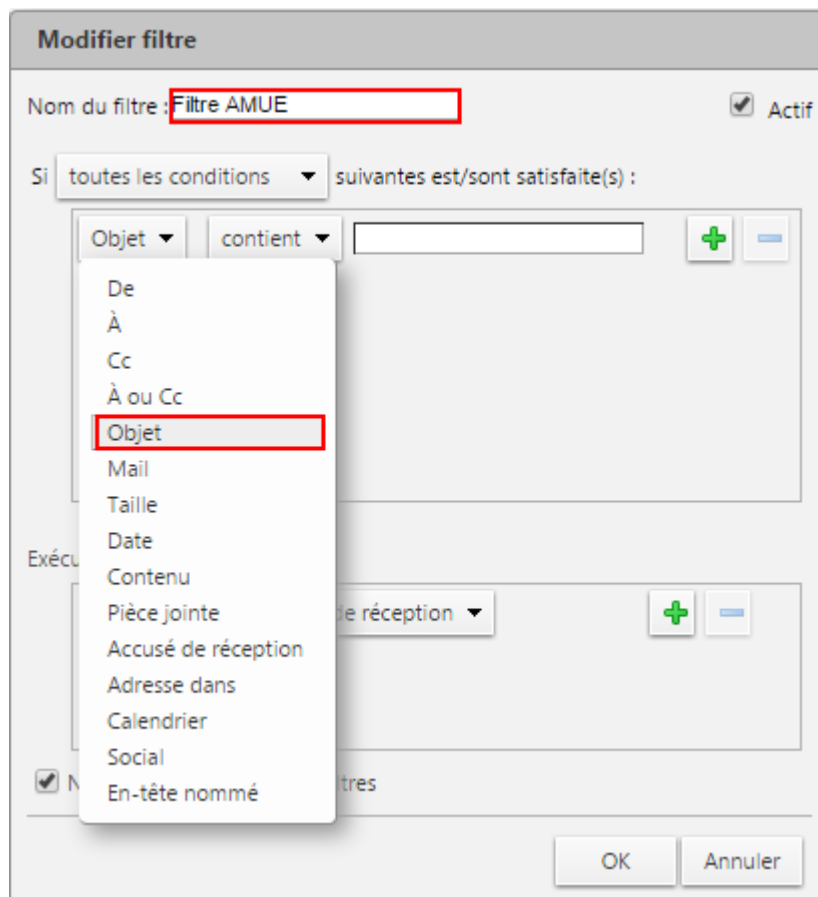 Modifier filtre
Nom du filtre : Filtre AMUE Actif
Si toutes les conditions suivantes est/sont satisfaite(s) :
Objet contient
De
À
Cc
À ou Cc
Objet
Mail
Taille
Date
Contenu
Pièce jointe
de réception
Accusé de réception
Adresse dans
Calendrier
Social
En-tête nommé
OK Annuler